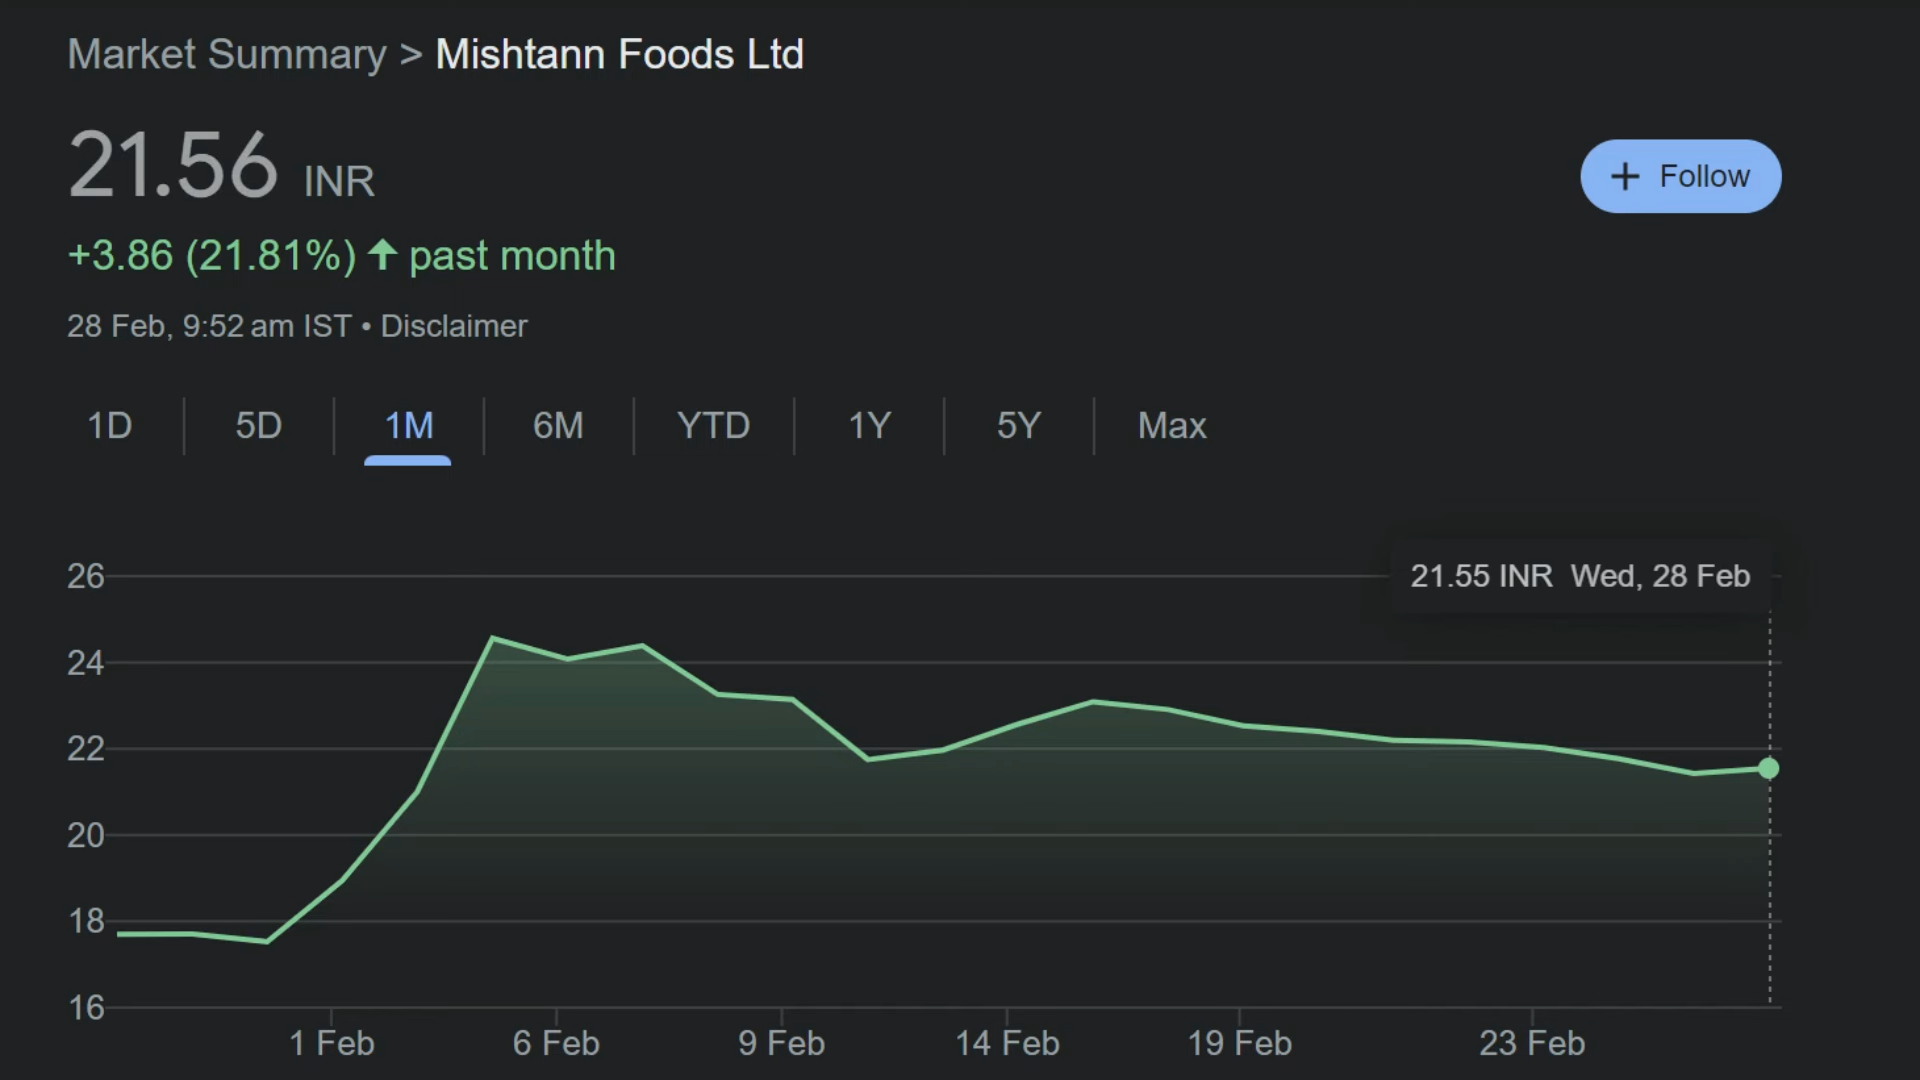 Market Summary > Mishtann Foods Ltd
21.56 INR
+ Follow
+3.86 (21.81%) ↑ past month
28 Feb, 9:52 am IST • Disclaimer
1D 5D 1M 6M YTD 1Y 5Y Max
21.55 INR Wed, 28 Feb
26
24
22
20
18
16
1 Feb 6 Feb 9 Feb 14 Feb 19 Feb 23 Feb